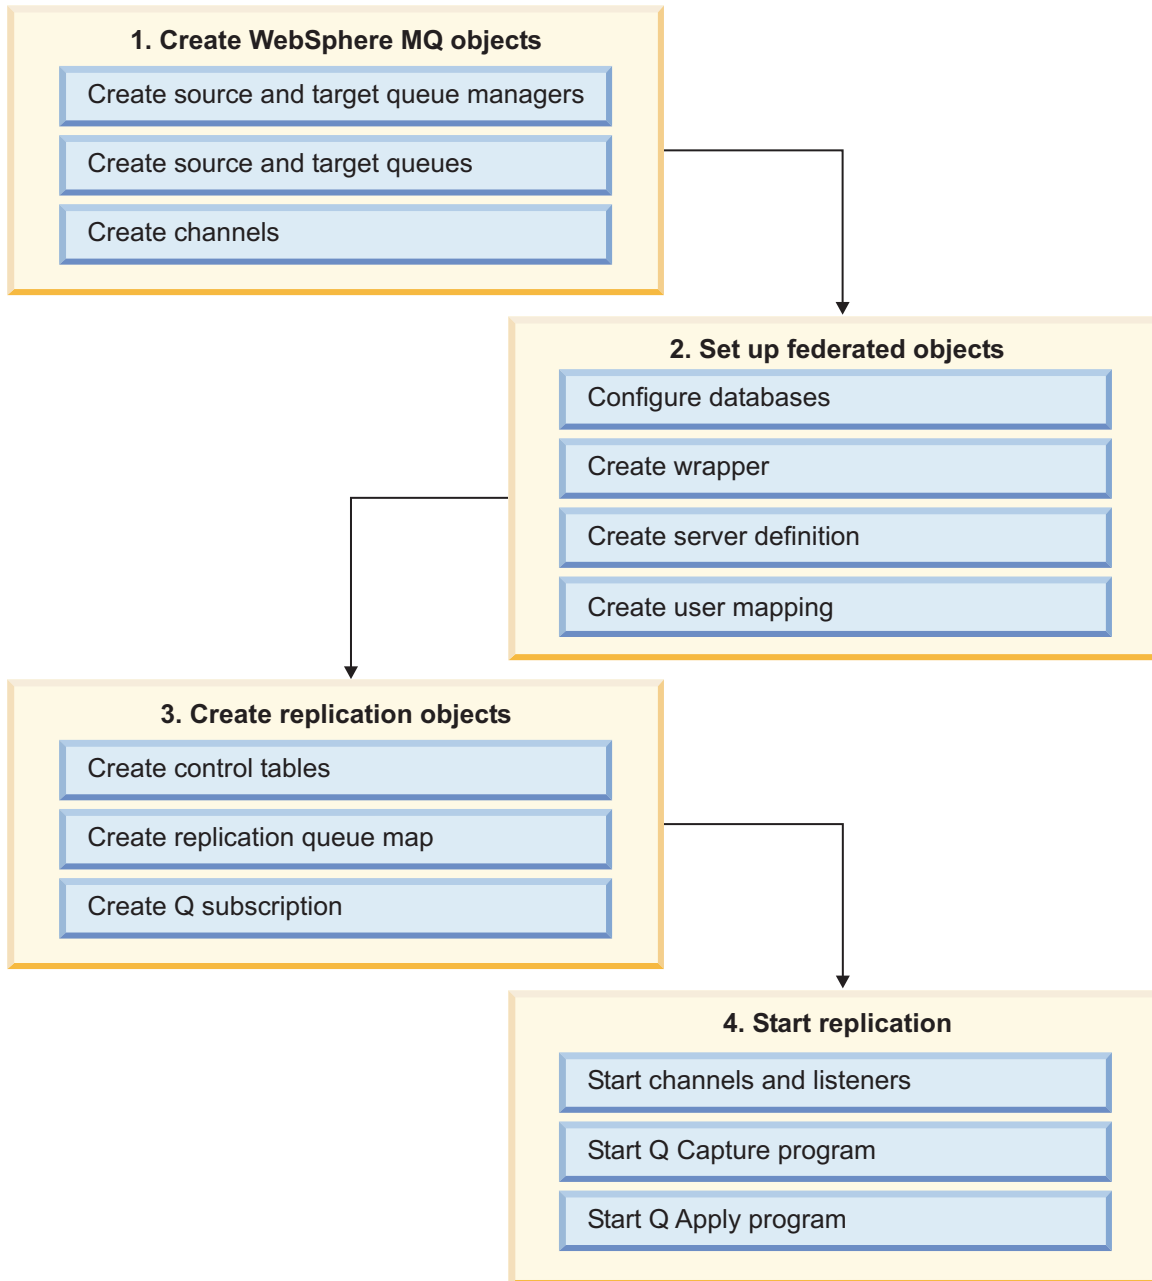 1. Create WebSphere MQ objects
Create source and target queue managers
Create source and target queues
Create channels
2. Set up federated objects
Configure databases
Create wrapper
Create server definition
Create user mapping
3. Create replication objects
Create control tables
Create replication queue map
Create Q subscription
4. Start replication
Start channels and listeners
Start Q Capture program
Start Q Apply program